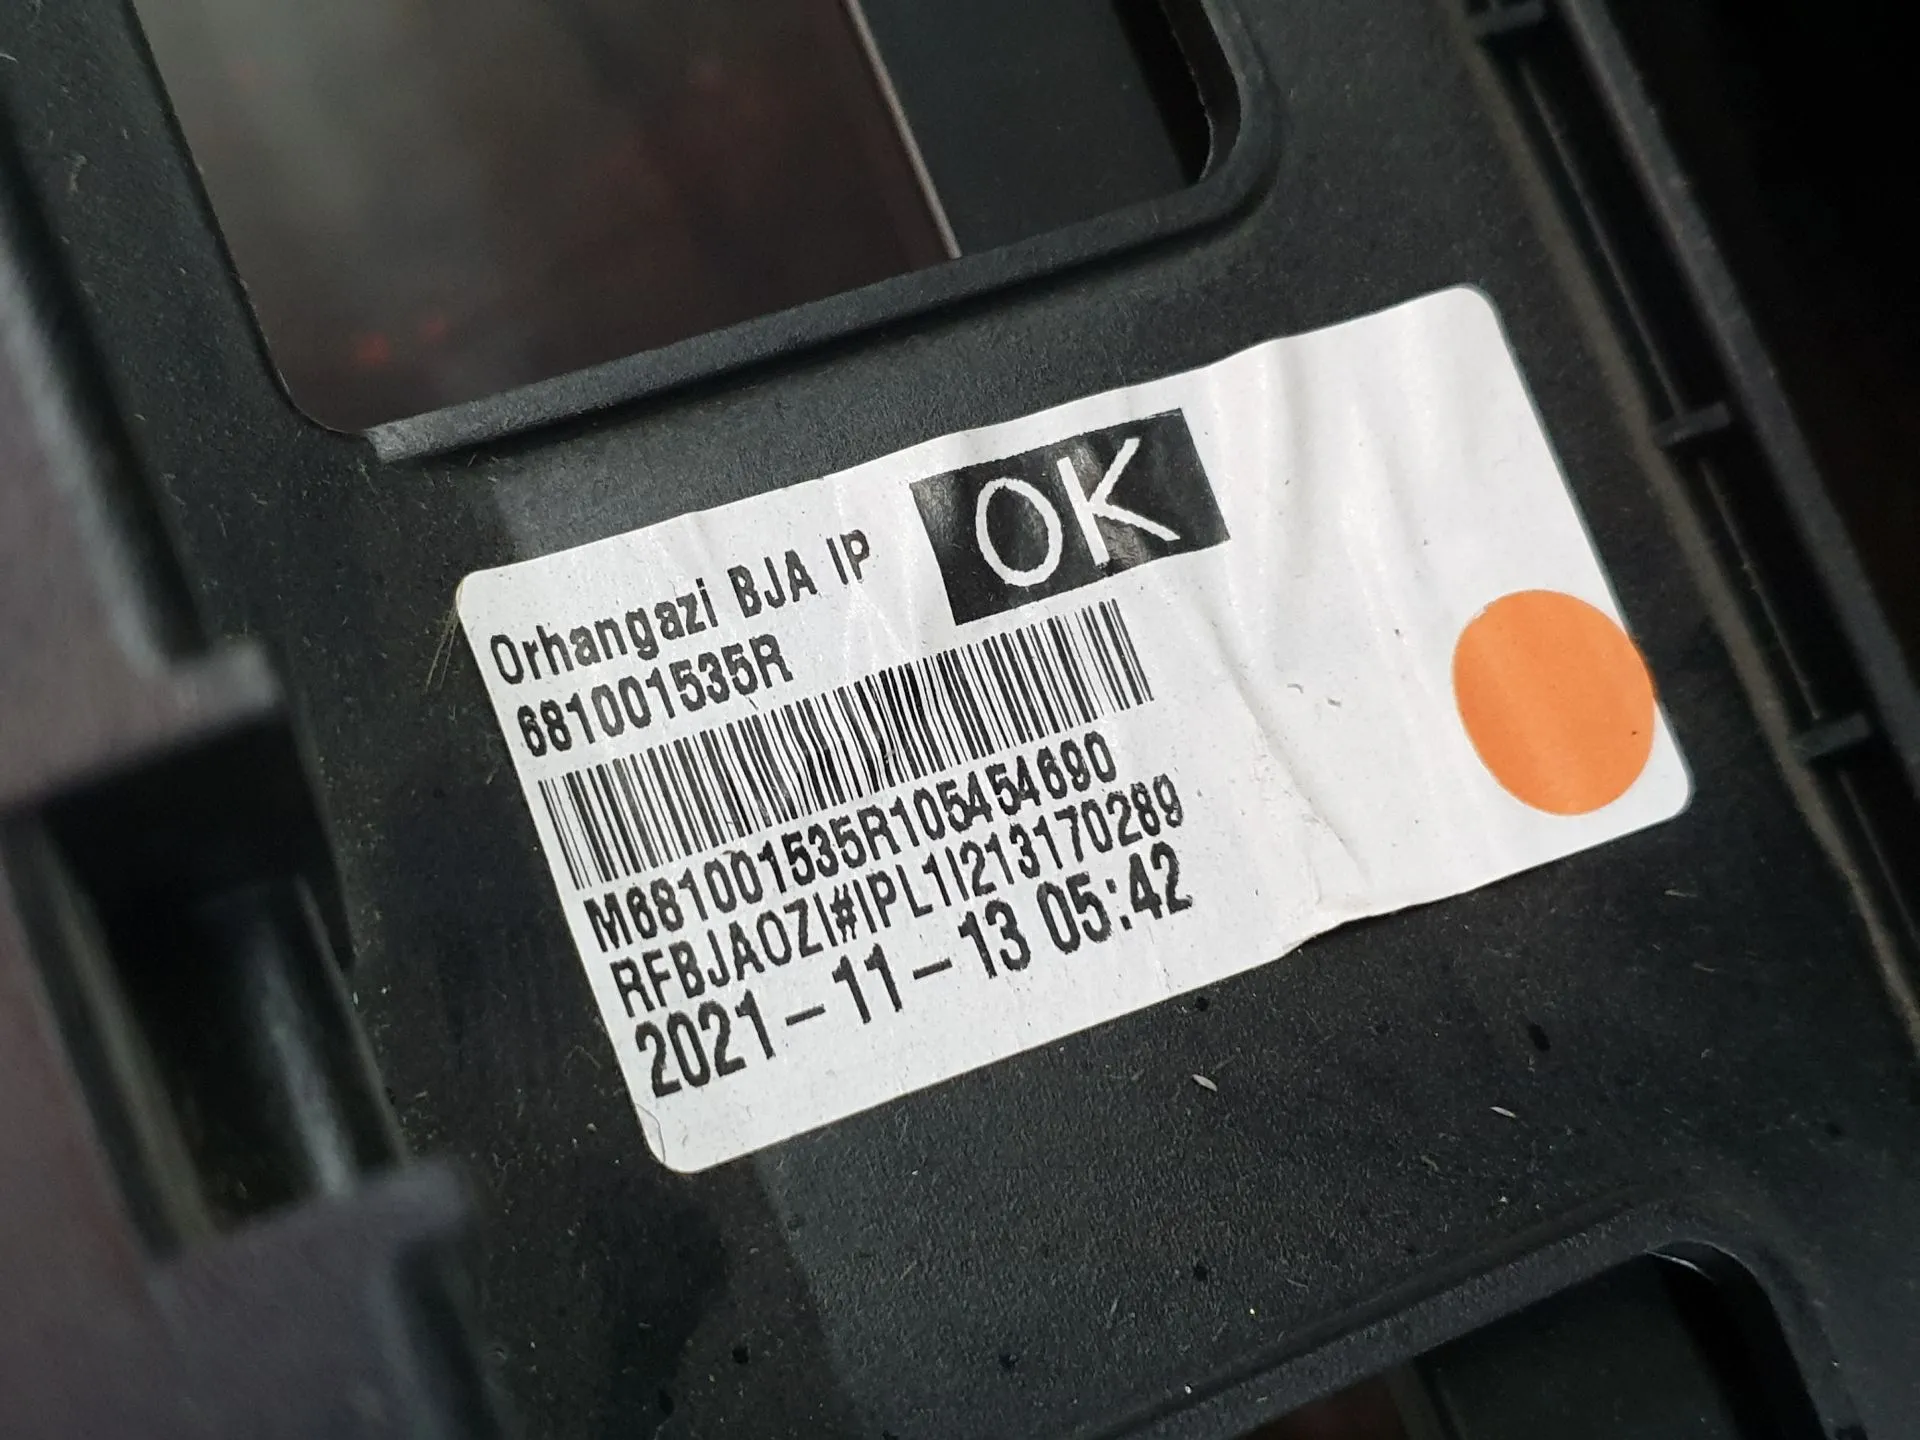 Orhangazi BJA IP
OK
681001535R
M681001535R105454690
RFBJAOZI#IPL1I213170289
2021-11-13 05:42